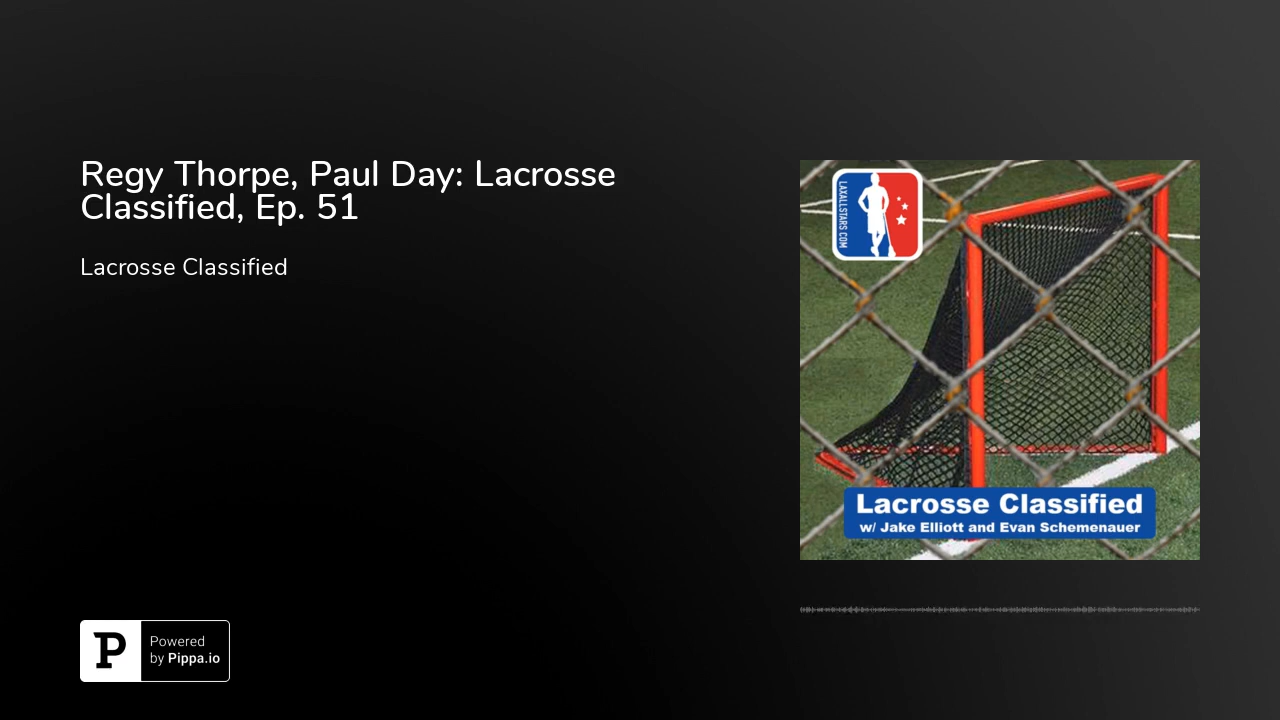 Regy Thorpe, Paul Day: Lacrosse
Classified, Ep. 51
Lacrosse Classified
LAXALLSTARS.COM
Lacrosse Classified
w/ Jake Elliott and Evan Schemenauer
P
Powered
by Pippa.io